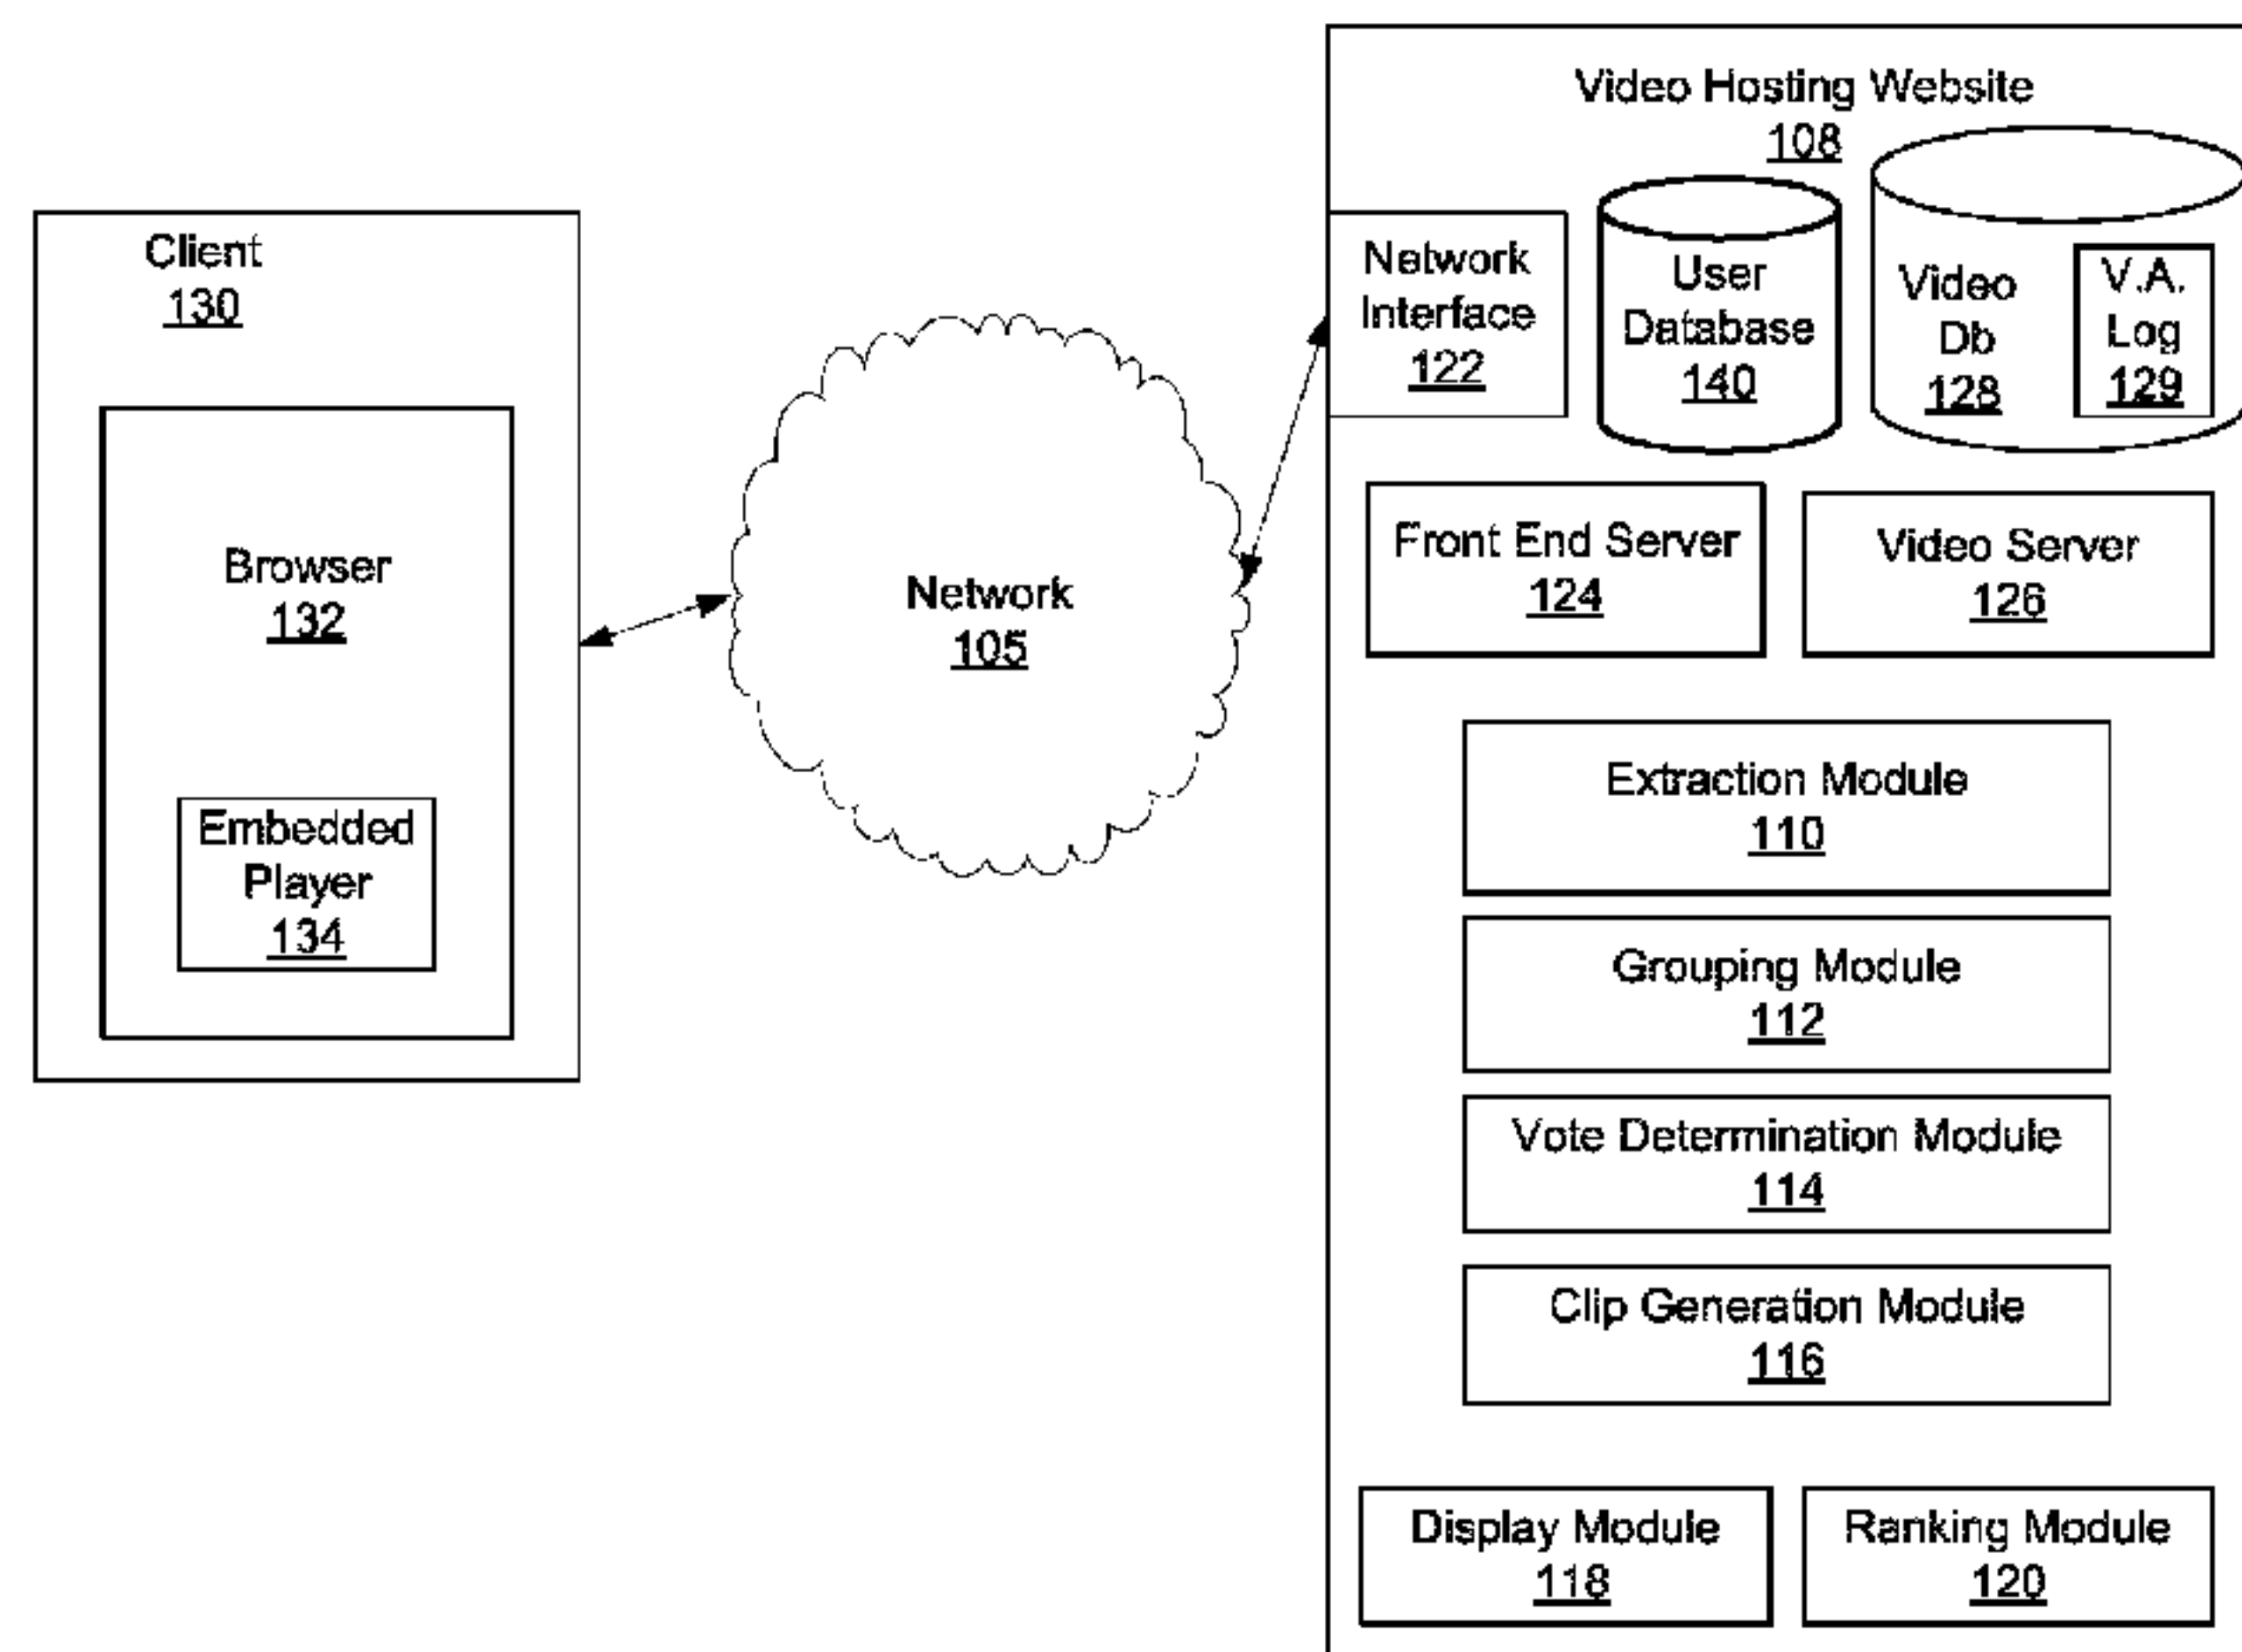 Video Hosting Website
108
Client
130
Browser
132
Embedded
Player
134
Network
105
Network
Interface
122
User
Database
140
Video
Db
128
V.A.
Log
129
Front End Server
124
Video Server
126
Extraction Module
110
Grouping Module
112
Vote Determination Module
114
Clip Generation Module
116
Display Module
118
Ranking Module
120